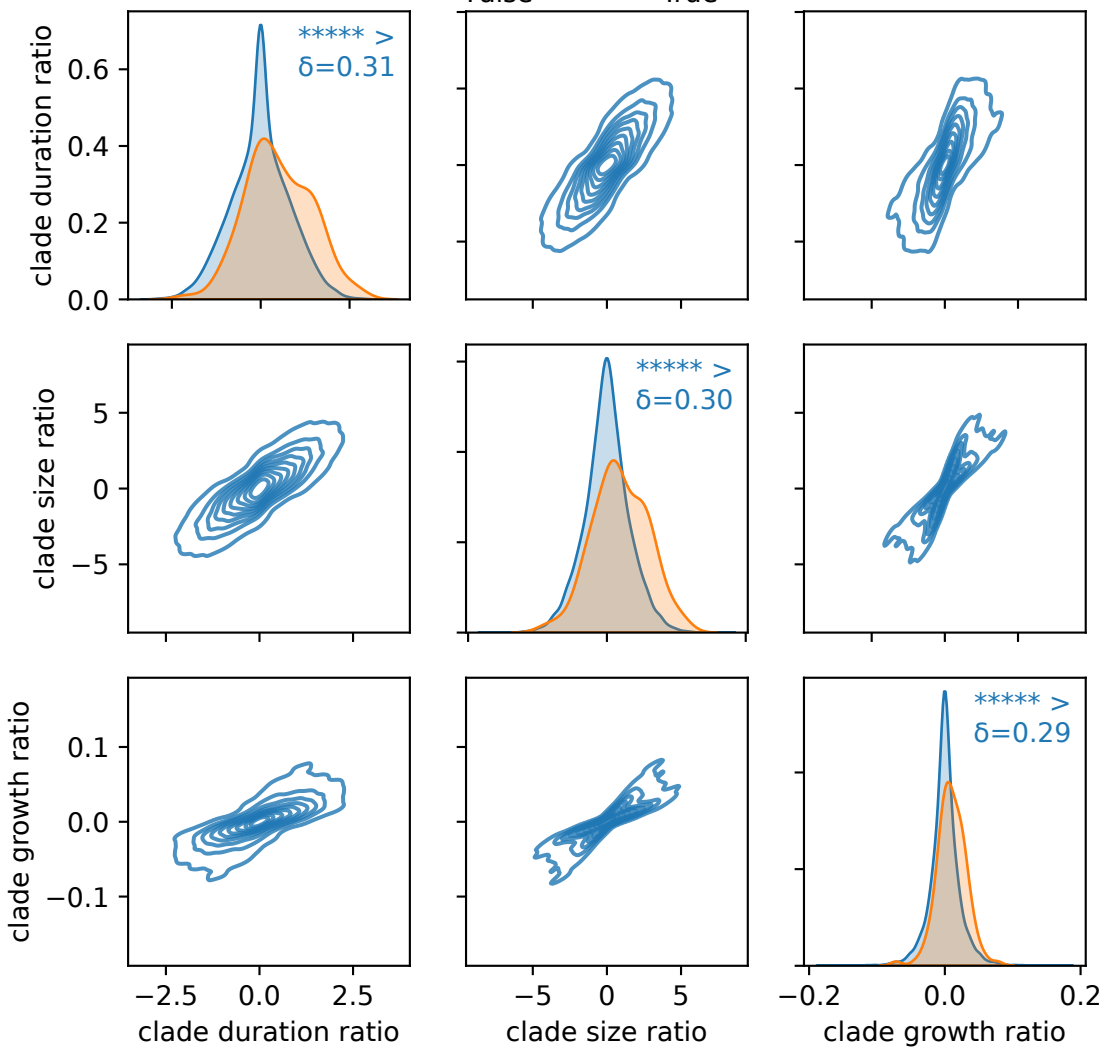 False True
clade duration ratio
0.6
0.4
0.2
0.0
***** >
δ=0.31
clade size ratio
5
0
−5
***** >
δ=0.30
clade growth ratio
0.1
0.0
−0.1
***** >
δ=0.29
−2.5 0.0 2.5
−5 0 5
−0.2 0.0 0.2
clade duration ratio
clade size ratio
clade growth ratio